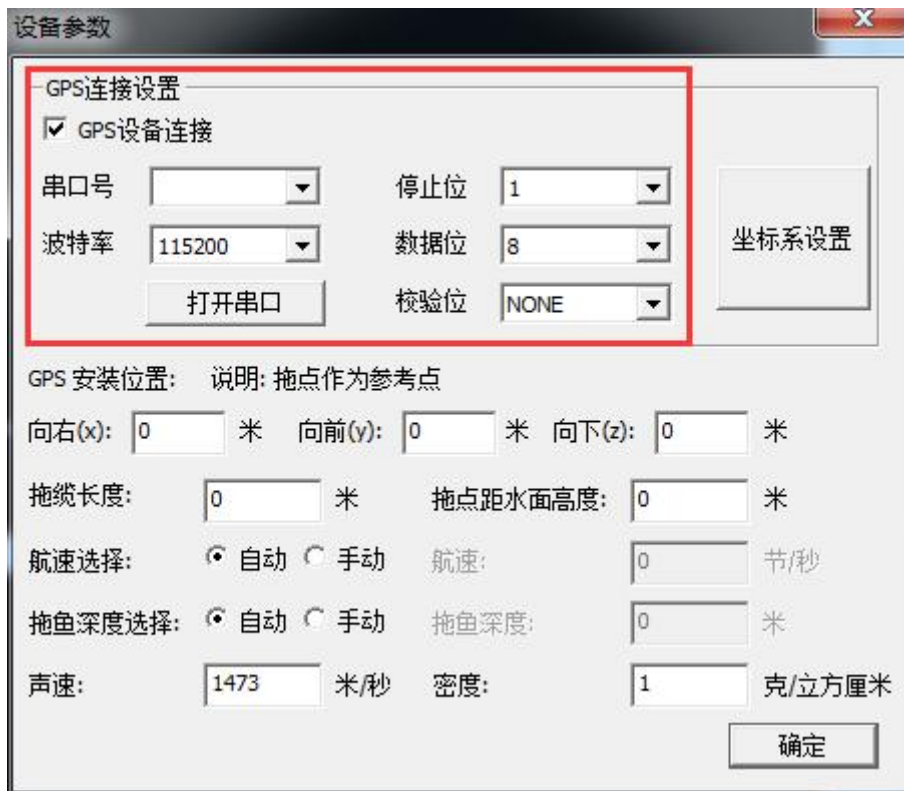 设备参数
GPS连接设置
GPS设备连接
串口号 停止位 1
波特率 115200 数据位 8 坐标系设置
打开串口 校验位 NONE
GPS 安装位置: 说明: 拖点作为参考点
向右(x): 0 米 向前(y): 0 米 向下(z): 0 米
拖缆长度: 0 米 拖点距水面高度: 0 米
航速选择: 自动 手动 航速: 0 节/秒
拖鱼深度选择: 自动 手动 拖鱼深度: 0 米
声速: 1473 米/秒 密度: 1 克/立方厘米
确定